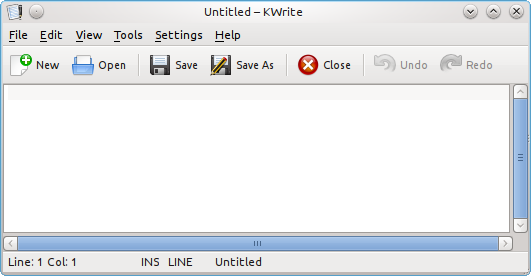 Untitled – KWrite
File Edit View Tools Settings Help
New Open Save Save As Close Undo Redo
Line: 1 Col: 1 INS LINE Untitled